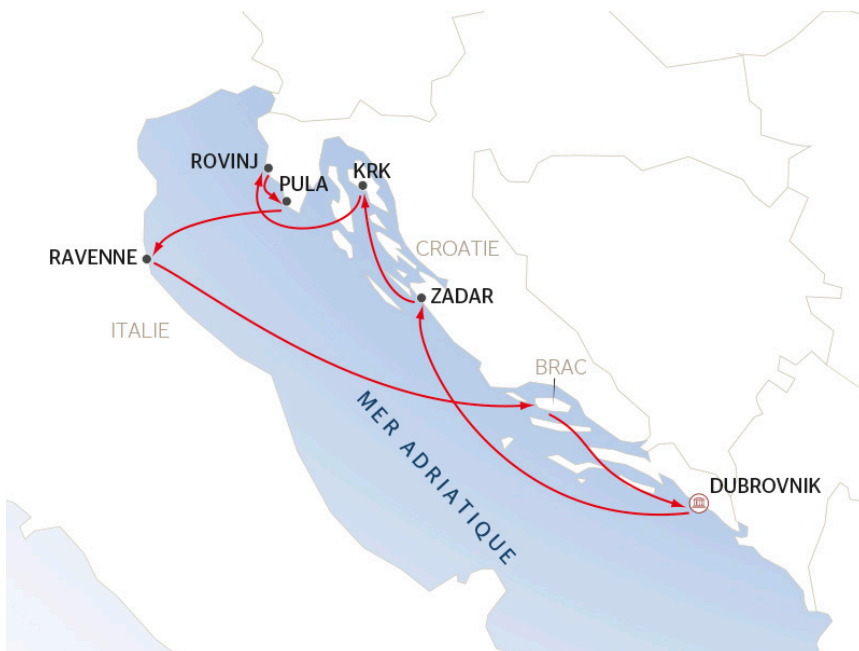 ROVINJ
PULA
KRK
CROATIE
RAVENNE
ZADAR
ITALIE
BRAC
MER ADRIATIQUE
DUBROVNIK